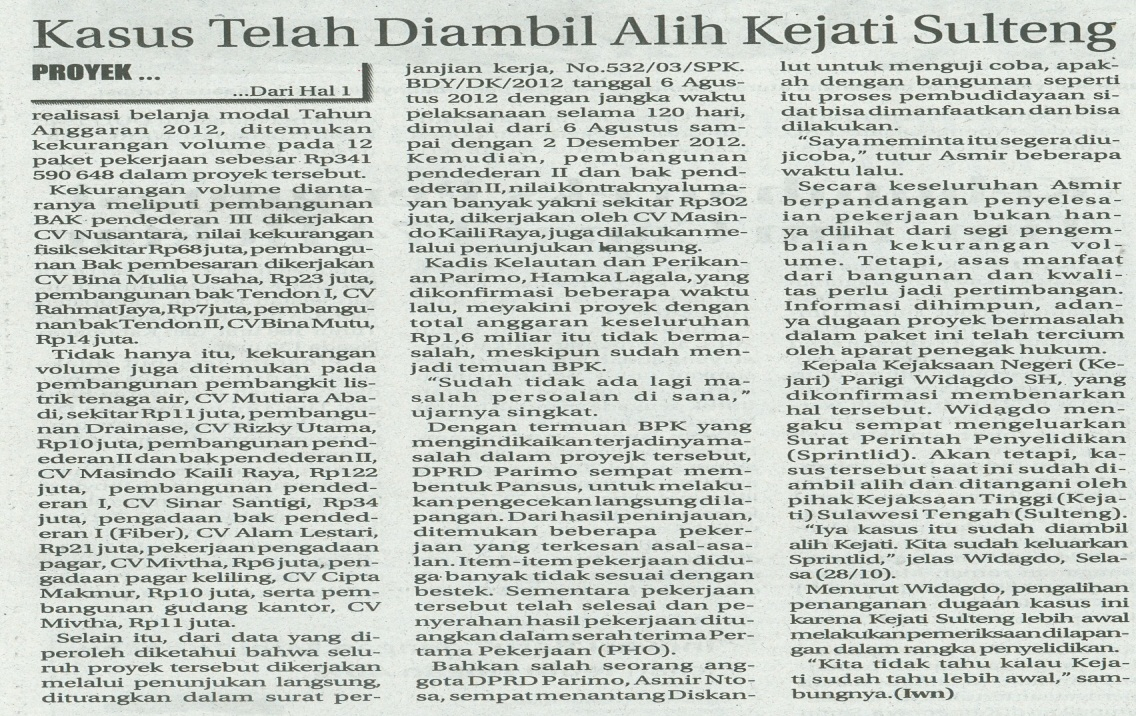 Kasus Telah Diambil Alih Kejati Sulteng
PROYEK ...
...Dari Hal 1
realisasi belanja modal Tahun
Anggaran 2012, ditemukan
kekurangan volume pada 12
paket pekerjaan sebesar Rp341
590 648 dalam proyek tersebut.
Kekurangan volume dianta-
ranya meliputi pembangunan
BAK pendederan III dikerjakan
CV Nusantara, nilai kekurangan
fisik sekitar Rp68 juta, pembangu-
nan Bak pembesaran dikerjakan
CV Bina Mulia Usaha, Rp23 juta,
pembangunan bak Tendon I, CV
Rahmat Jaya, Rp7 juta, pembangu-
nan bak Tendon II, CV Bina Mutu,
Rp14 juta.
Tidak hanya itu, kekurangan
volume juga ditemukan pada
pembangunan pembangkit lis-
trik tenaga air, CV Mutiara Aba-
di, sekitar Rp11 juta, pembangu-
nan Drainase, CV Rizky Utama,
Rp10 juta, pembangunan pend-
ederan II dan bak pendederan II,
CV Masindo Kaili Raya, Rp122
juta, pembangunan pended-
eran I, CV Sinar Santigi, Rp34
juta, pengadaan bak pended-
eran I (Fiber), CV Alam Lestari,
Rp21 juta, pekerjaan pengadaan
pagar, CV Mivtha, Rp6 juta, pen-
gadaan pagar keliling, CV Cipta
Makmur, Rp10 juta, serta pem-
bangunan gudang kantor, CV
Mivtha, Rp11 juta.
Selain itu, dari data yang di-
peroleh diketahui bahwa selu-
ruh proyek tersebut dikerjakan
melalui penunjukan langsung,
dituangkan dalam surat per-
janjian kerja, No.532/03/SPK.
BDY/DK/2012 tanggal 6 Agus-
tus 2012 dengan jangka waktu
pelaksanaan selama 120 hari,
dimulai dari 6 Agustus sam-
pai dengan 2 Desember 2012.
Kemudian, pembangunan
pendederan II dan bak pend-
ederan II, nilai kontraknya luma-
yan banyak yakni sekitar Rp302
juta, dikerjakan oleh CV Masin-
do Kaili Raya, juga dilakukan me-
lalui penunjukan langsung.
Kadis Kelautan dan Perikan-
an Parimo, Hamka Lagala, yang
dikonfirmasi beberapa waktu
lalu, meyakini proyek dengan
total anggaran keseluruhan
Rp1,6 miliar itu tidak berma-
salah, meskipun sudah men-
jadi temuan BPK.
“Sudah tidak ada lagi ma-
salah persoalan di sana,”
ujarnya singkat.
Dengan termuan BPK yang
mengindikaikan terjadinya ma-
salah dalam proyejk tersebut,
DPRD Parimo sempat mem-
bentuk Pansus, untuk melaku-
kan pengecekan langsung di la-
pangan. Dari hasil peninjauan,
ditemukan beberapa peker-
jaan yang terkesan asal-asa-
lan. Item-item pekerjaan didu-
ga banyak tidak sesuai dengan
bestek. Sementara pekerjaan
tersebut telah selesai dan pe-
nyerahan hasil pekerjaan ditu-
angkan dalam serah terima Per-
tama Pekerjaan (PHO).
Bahkan salah seorang ang-
gota DPRD Parimo, Asmir Nto-
sa, sempat menantang Diskan-
lut untuk menguji coba, apak-
ah dengan bangunan seperti
itu proses pembudidayaan si-
dat bisa dimanfaatkan dan bisa
dilakukan.
“Saya meminta itu segera diu-
jicoba,” tutur Asmir beberapa
waktu lalu.
Secara keseluruhan Asmir
berpandangan penyelesa-
ian pekerjaan bukan han-
ya dilihat dari segi pengem-
balian kekurangan vol-
ume. Tetapi, asas manfaat
dari bangunan dan kwali-
tas perlu jadi pertimbangan.
Informasi dihimpun, adan-
ya dugaan proyek bermasalah
dalam paket ini telah tercium
oleh aparat penegak hukum.
Kepala Kejaksaan Negeri (Ke-
jari) Parigi Widagdo SH, yang
dikonfirmasi membenarkan
hal tersebut. Widagdo men-
gaku sempat mengeluarkan
Surat Perintah Penyelidikan
(Sprintlid). Akan tetapi, ka-
sus tersebut saat ini sudah di-
ambil alih dan ditangani oleh
pihak Kejaksaan Tinggi (Keja-
ti) Sulawesi Tengah (Sulteng).
“Iya kasus itu sudah diambil
alih Kejati. Kita sudah keluarkan
Sprintlid,” jelas Widagdo, Sela-
sa (28/10).
Menurut Widagdo, pengalihan
penanganan dugaan kasus ini
karena Kejati Sulteng lebih awal
melakukan pemeriksaan dilapan-
gan dalam rangka penyelidikan.
“Kita tidak tahu kalau Keja-
ti sudah tahu lebih awal,” sam-
bungnya.(Iwn)